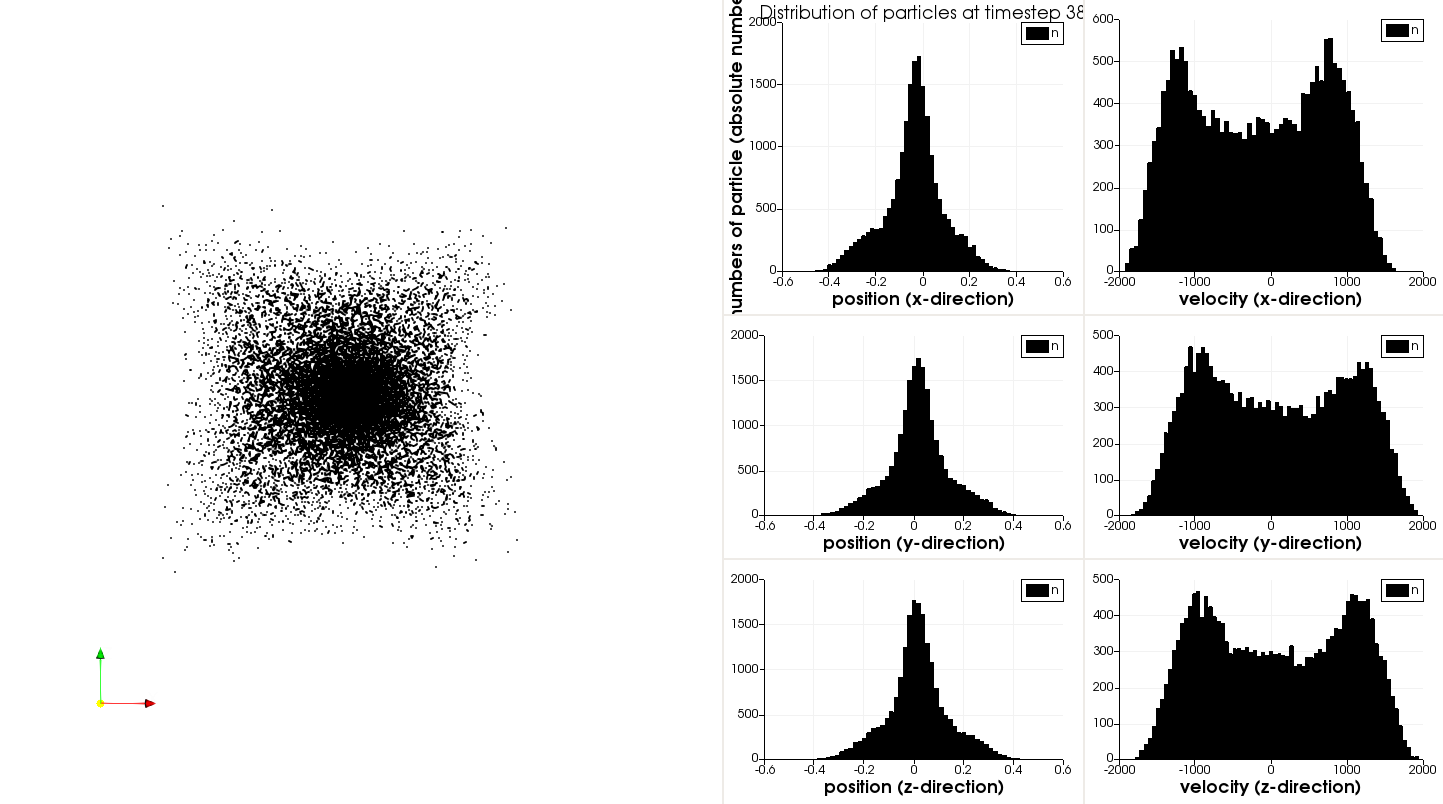 Distribution of particles at timestep 38
numbers of particle (absolute numbe
2000
1500
1000
500
0
n
-0.6 -0.4 -0.2 0 0.2 0.4 0.6
position (x-direction)
600
500
400
300
200
100
0
n
-2000 -1000 0 1000 2000
velocity (x-direction)
2000
1500
1000
500
0
n
-0.6 -0.4 -0.2 0 0.2 0.4 0.6
position (y-direction)
500
400
300
200
100
0
n
-2000 -1000 0 1000 2000
velocity (y-direction)
2000
1500
1000
500
0
n
-0.6 -0.4 -0.2 0 0.2 0.4 0.6
position (z-direction)
500
400
300
200
100
0
n
-2000 -1000 0 1000 2000
velocity (z-direction)